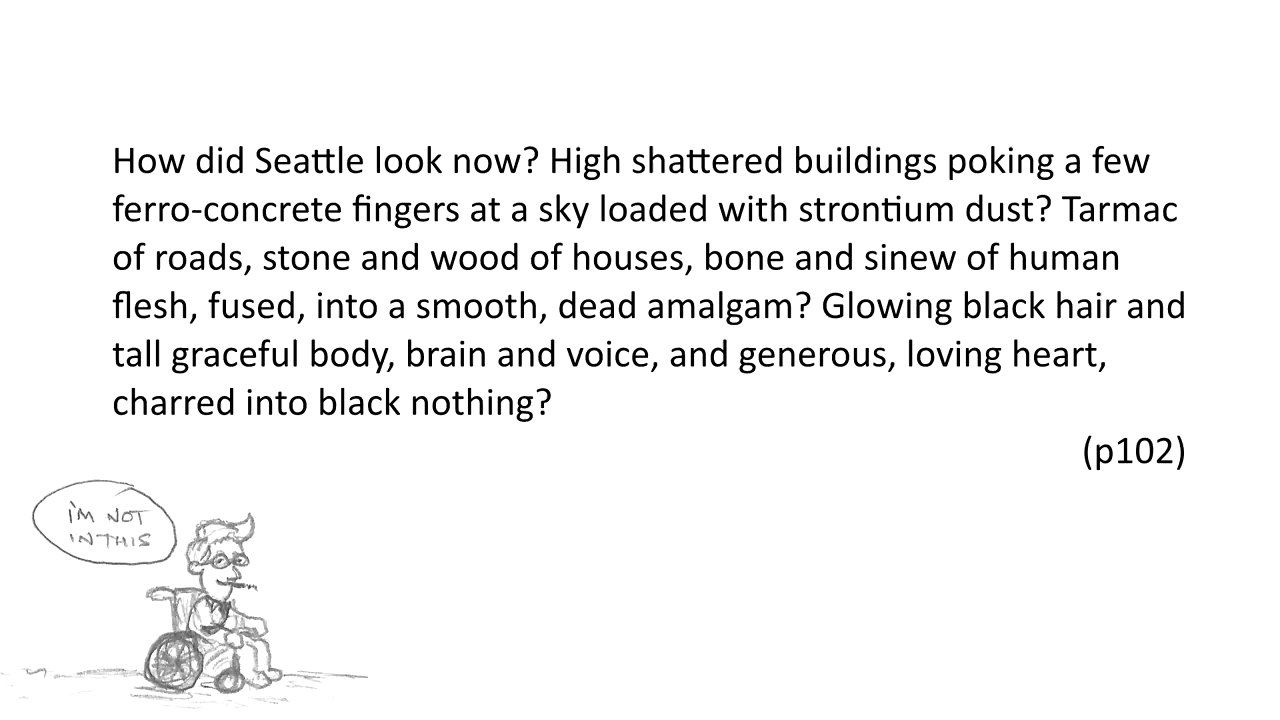 How did Seattle look now? High shattered buildings poking a few
ferro-concrete fingers at a sky loaded with strontium dust? Tarmac
of roads, stone and wood of houses, bone and sinew of human
flesh, fused, into a smooth, dead amalgam? Glowing black hair and
tall graceful body, brain and voice, and generous, loving heart,
charred into black nothing?
(p102)
I'M NOT
IN THIS